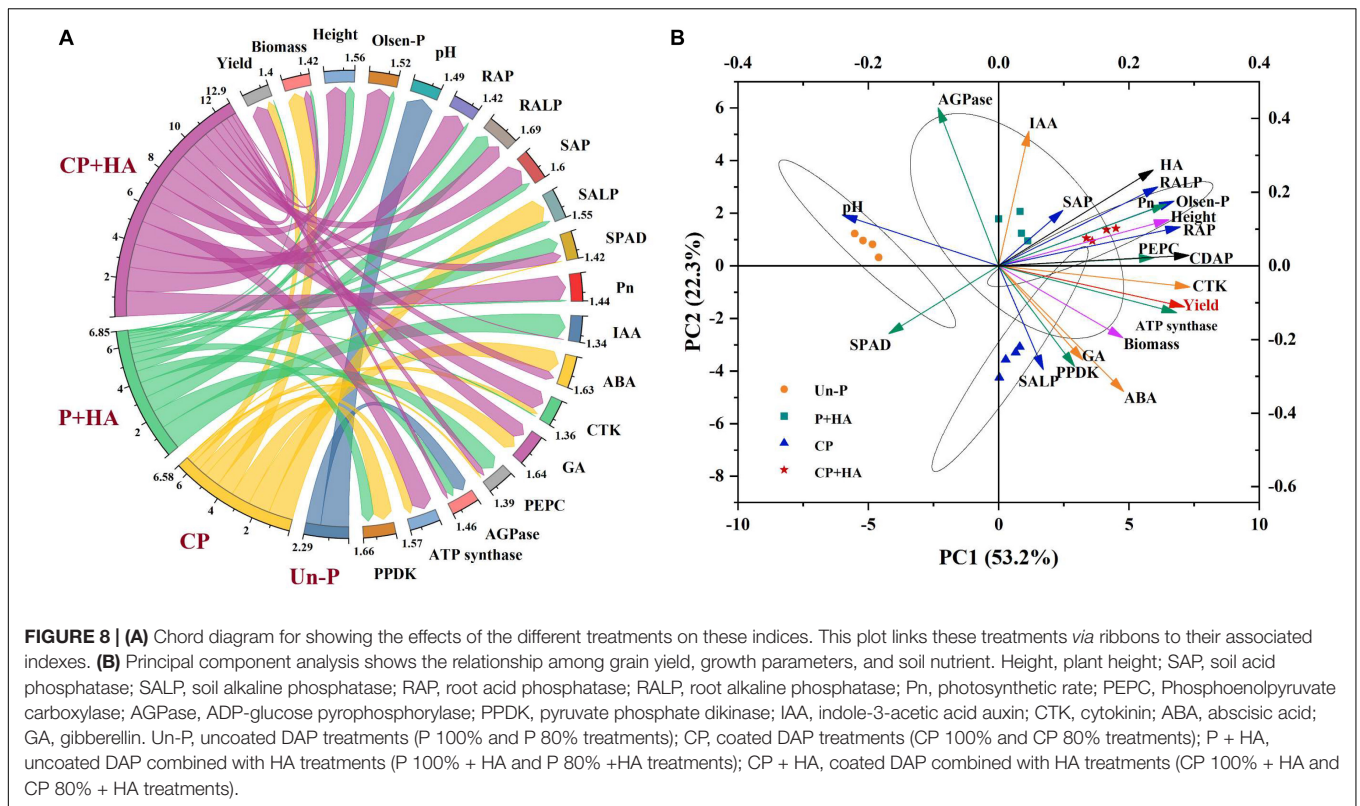 A
Yield
Biomass
Height
Olsen-P
pH
RAP
RALP
SAP
SALP
SPAD
Pn
IAA
ABA
CTK
GA
PEPC
AGPase
ATP synthase
PPDK
Un-P
CP
P+HA
CP+HA
1.4
1.42
1.56
1.52
1.49
1.42
1.69
1.6
1.55
1.42
1.44
1.34
1.63
1.36
1.64
1.39
1.46
1.57
1.66
2.29
6.58
6
4
2
6.85
6
4
2
12.9
12
10
8
6
4
2
B
-0.4
-0.2
0.0
0.2
0.4
6
4
2
0
-2
-4
-6
-8
PC2 (22.3%)
0.4
0.2
0.0
-0.2
-0.4
-0.6
AGPase
IAA
HA
RALP
SAP
Pn
Olsen-P
Height
RAP
pH
PEPC
CDAP
CTK
Yield
ATP synthase
Biomass
SPAD
GA
PPDK
SALP
ABA
Un-P
P+HA
CP
CP+HA
-10
-5
0
5
10
PC1 (53.2%)
FIGURE 8 | (A) Chord diagram for showing the effects of the different treatments on these indices. This plot links these treatments via ribbons to their associated
indexes. (B) Principal component analysis shows the relationship among grain yield, growth parameters, and soil nutrient. Height, plant height; SAP, soil acid
phosphatase; SALP, soil alkaline phosphatase; RAP, root acid phosphatase; RALP, root alkaline phosphatase; Pn, photosynthetic rate; PEPC, Phosphoenolpyruvate
carboxylase; AGPase, ADP-glucose pyrophosphorylase; PPDK, pyruvate phosphate dikinase; IAA, indole-3-acetic acid auxin; CTK, cytokinin; ABA, abscisic acid;
GA, gibberellin. Un-P, uncoated DAP treatments (P 100% and P 80% treatments); CP, coated DAP treatments (CP 100% and CP 80% treatments); P + HA,
uncoated DAP combined with HA treatments (P 100% + HA and P 80% +HA treatments); CP + HA, coated DAP combined with HA treatments (CP 100% + HA and
CP 80% + HA treatments).